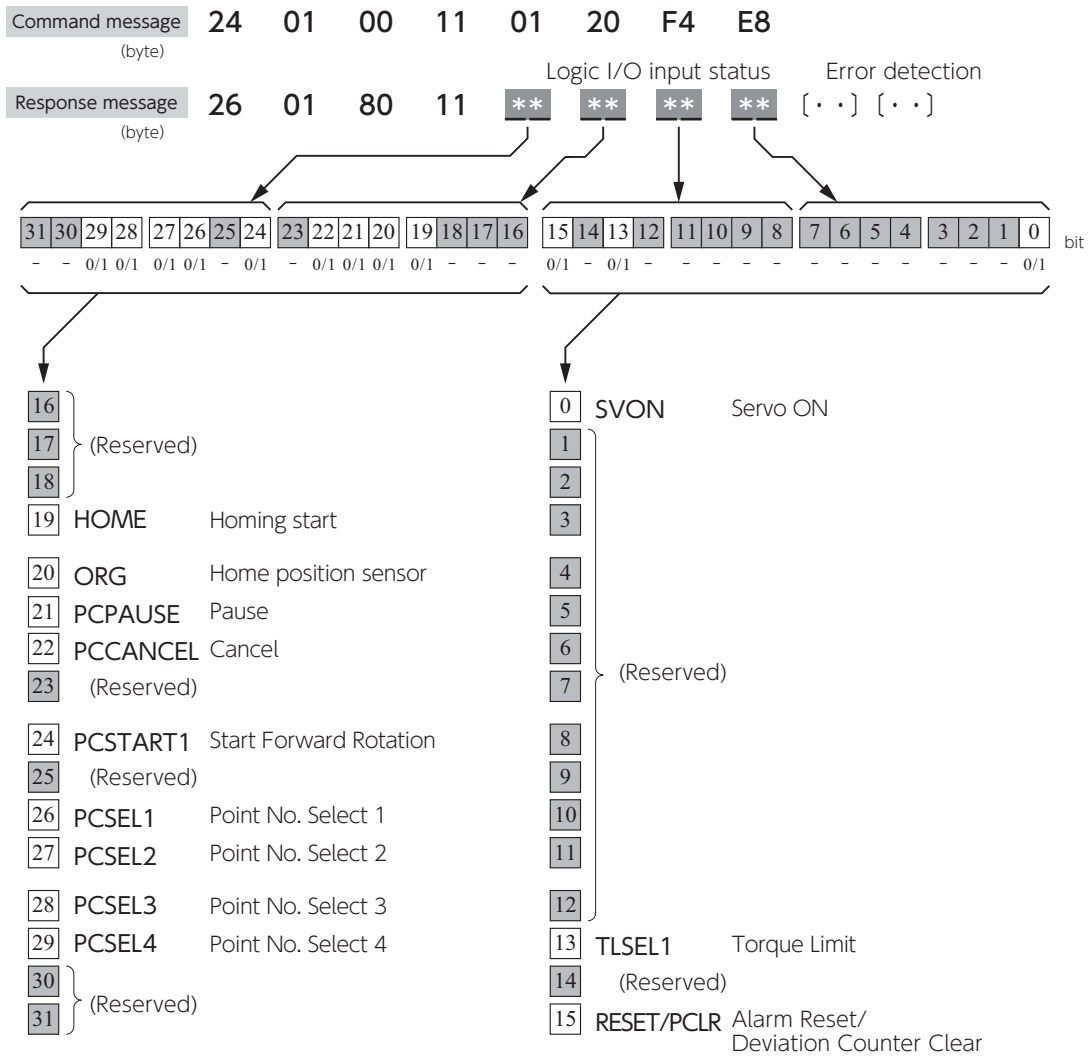 Command message 24 01 00 11 01 20 F4 E8
(byte)
Logic I/O input status Error detection
Response message 26 01 80 11 ** ** ** ** [・・] [・・]
(byte)
31 30 29 28 27 26 25 24 23 22 21 20 19 18 17 16 15 14 13 12 11 10 9 8 7 6 5 4 3 2 1 0 bit
- - 0/1 0/1 0/1 0/1 - 0/1 - 0/1 0/1 0/1 0/1 - - - 0/1 - 0/1 - - - - - - - - - - - - 0/1
16
17 (Reserved)
18
19 HOME Homing start
20 ORG Home position sensor
21 PCPAUSE Pause
22 PCCANCEL Cancel
23 (Reserved)
24 PCSTART1 Start Forward Rotation
25 (Reserved)
26 PCSEL1 Point No. Select 1
27 PCSEL2 Point No. Select 2
28 PCSEL3 Point No. Select 3
29 PCSEL4 Point No. Select 4
30
(Reserved)
31
0 SVON Servo ON
1
2
3
4
5
6
(Reserved)
7
8
9
10
11
12
13 TLSEL1 Torque Limit
14 (Reserved)
15 RESET/PCLR Alarm Reset/
Deviation Counter Clear